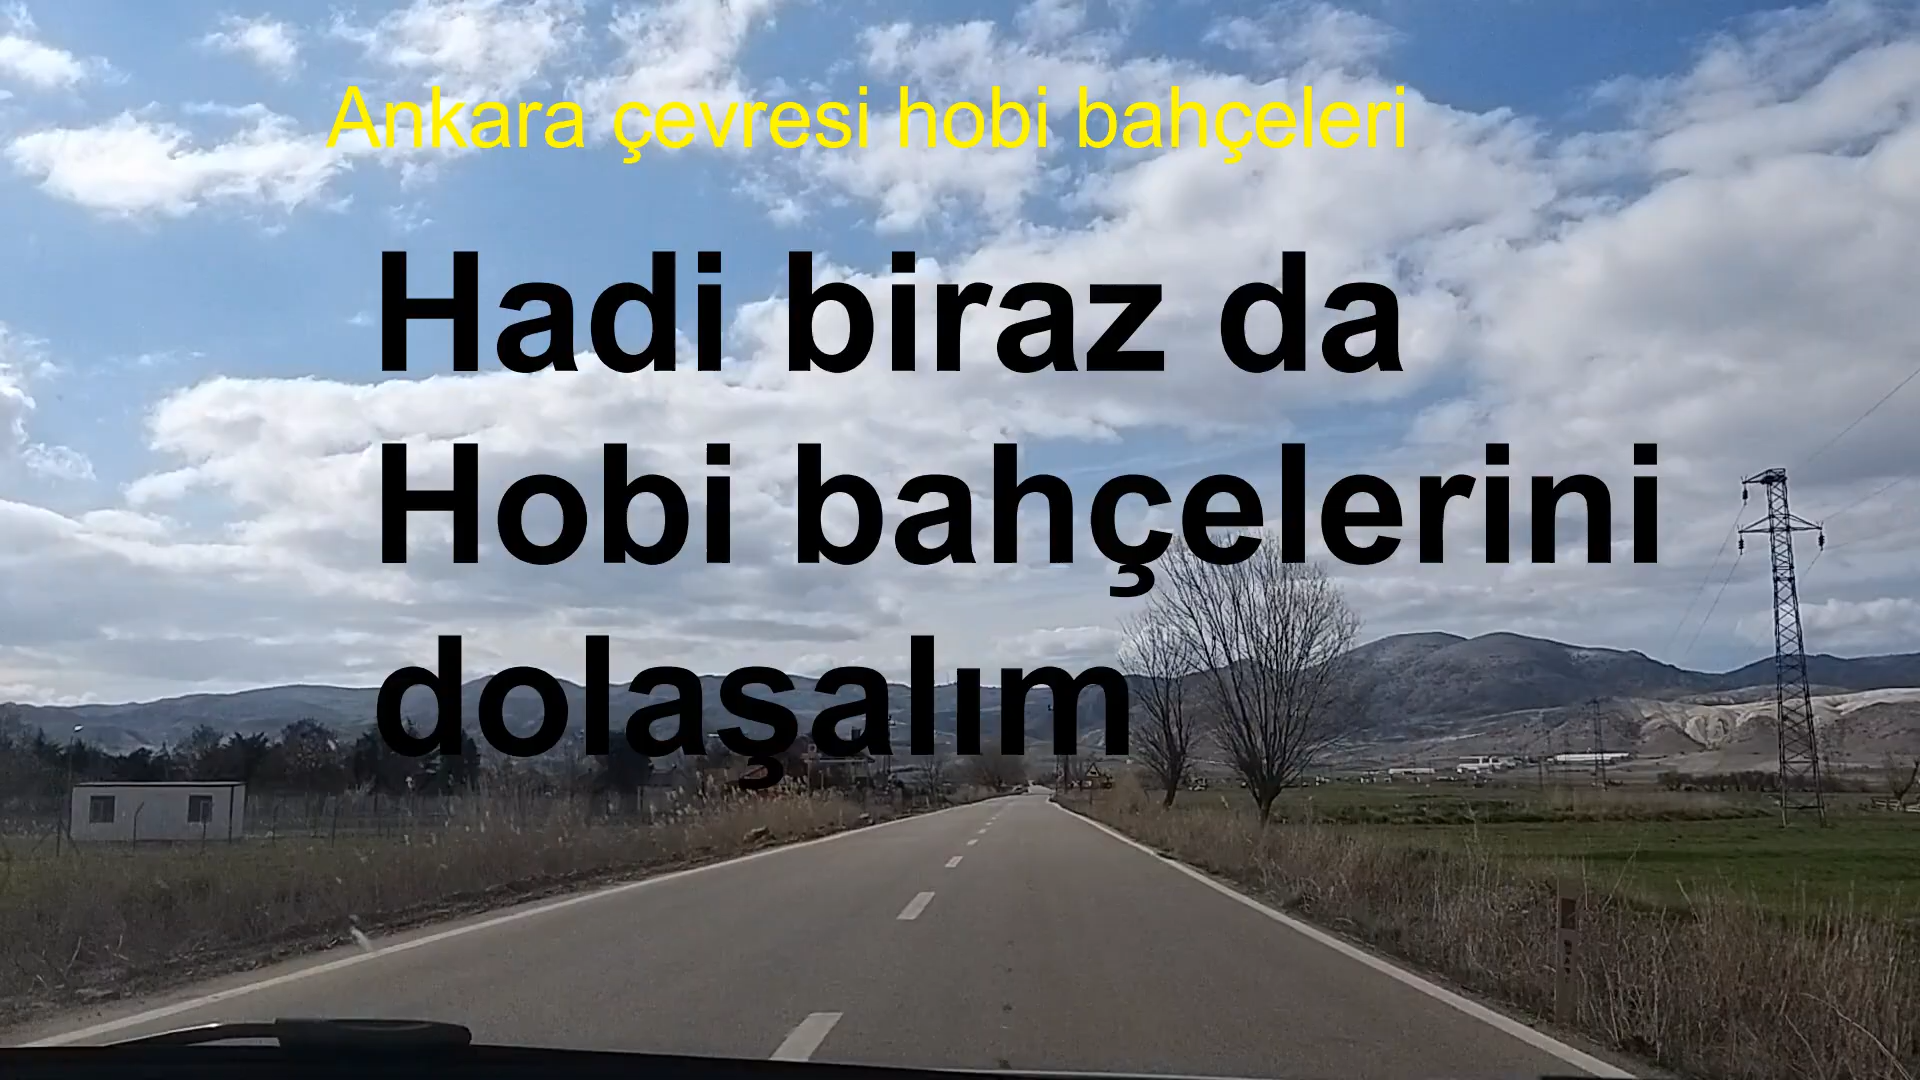 Ankara çevresi hobi bahçeleri
Hadi biraz da
Hobi bahçelerini
dolaşalım